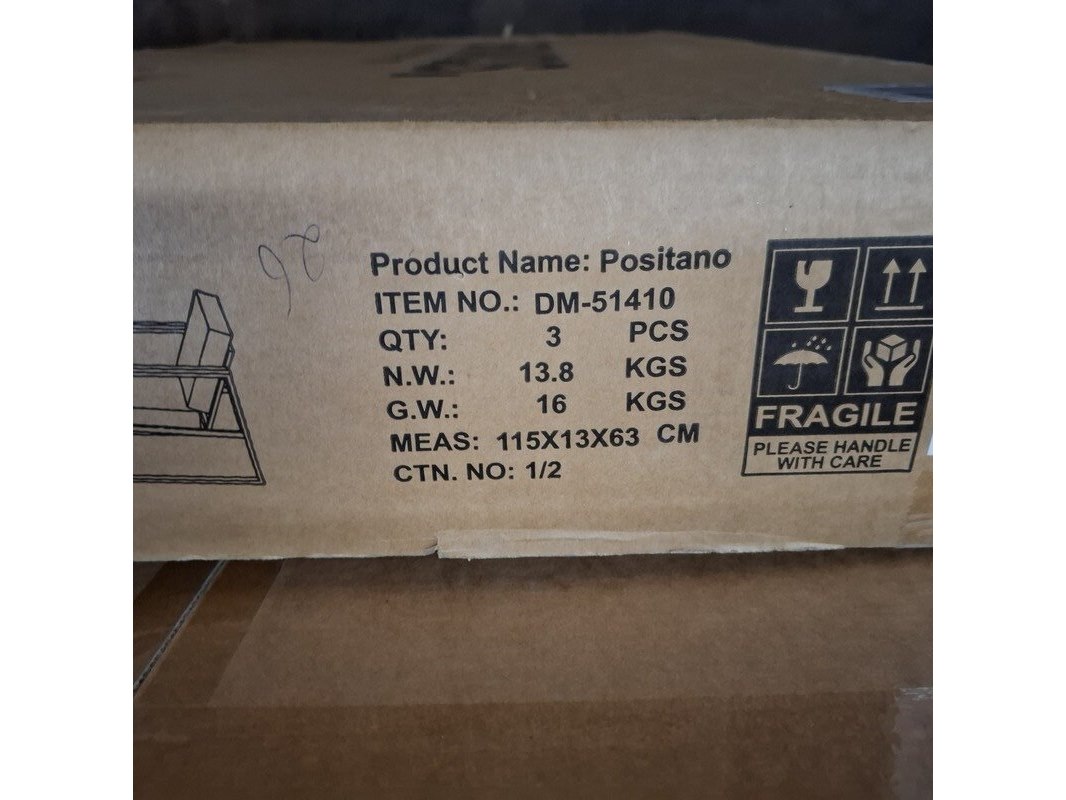 Product Name: Positano
ITEM NO.: DM-51410
QTY: 3 PCS
N.W.: 13.8 KGS
G.W.: 16 KGS
MEAS: 115X13X63 CM
CTN. NO: 1/2
FRAGILE
PLEASE HANDLE
WITH CARE